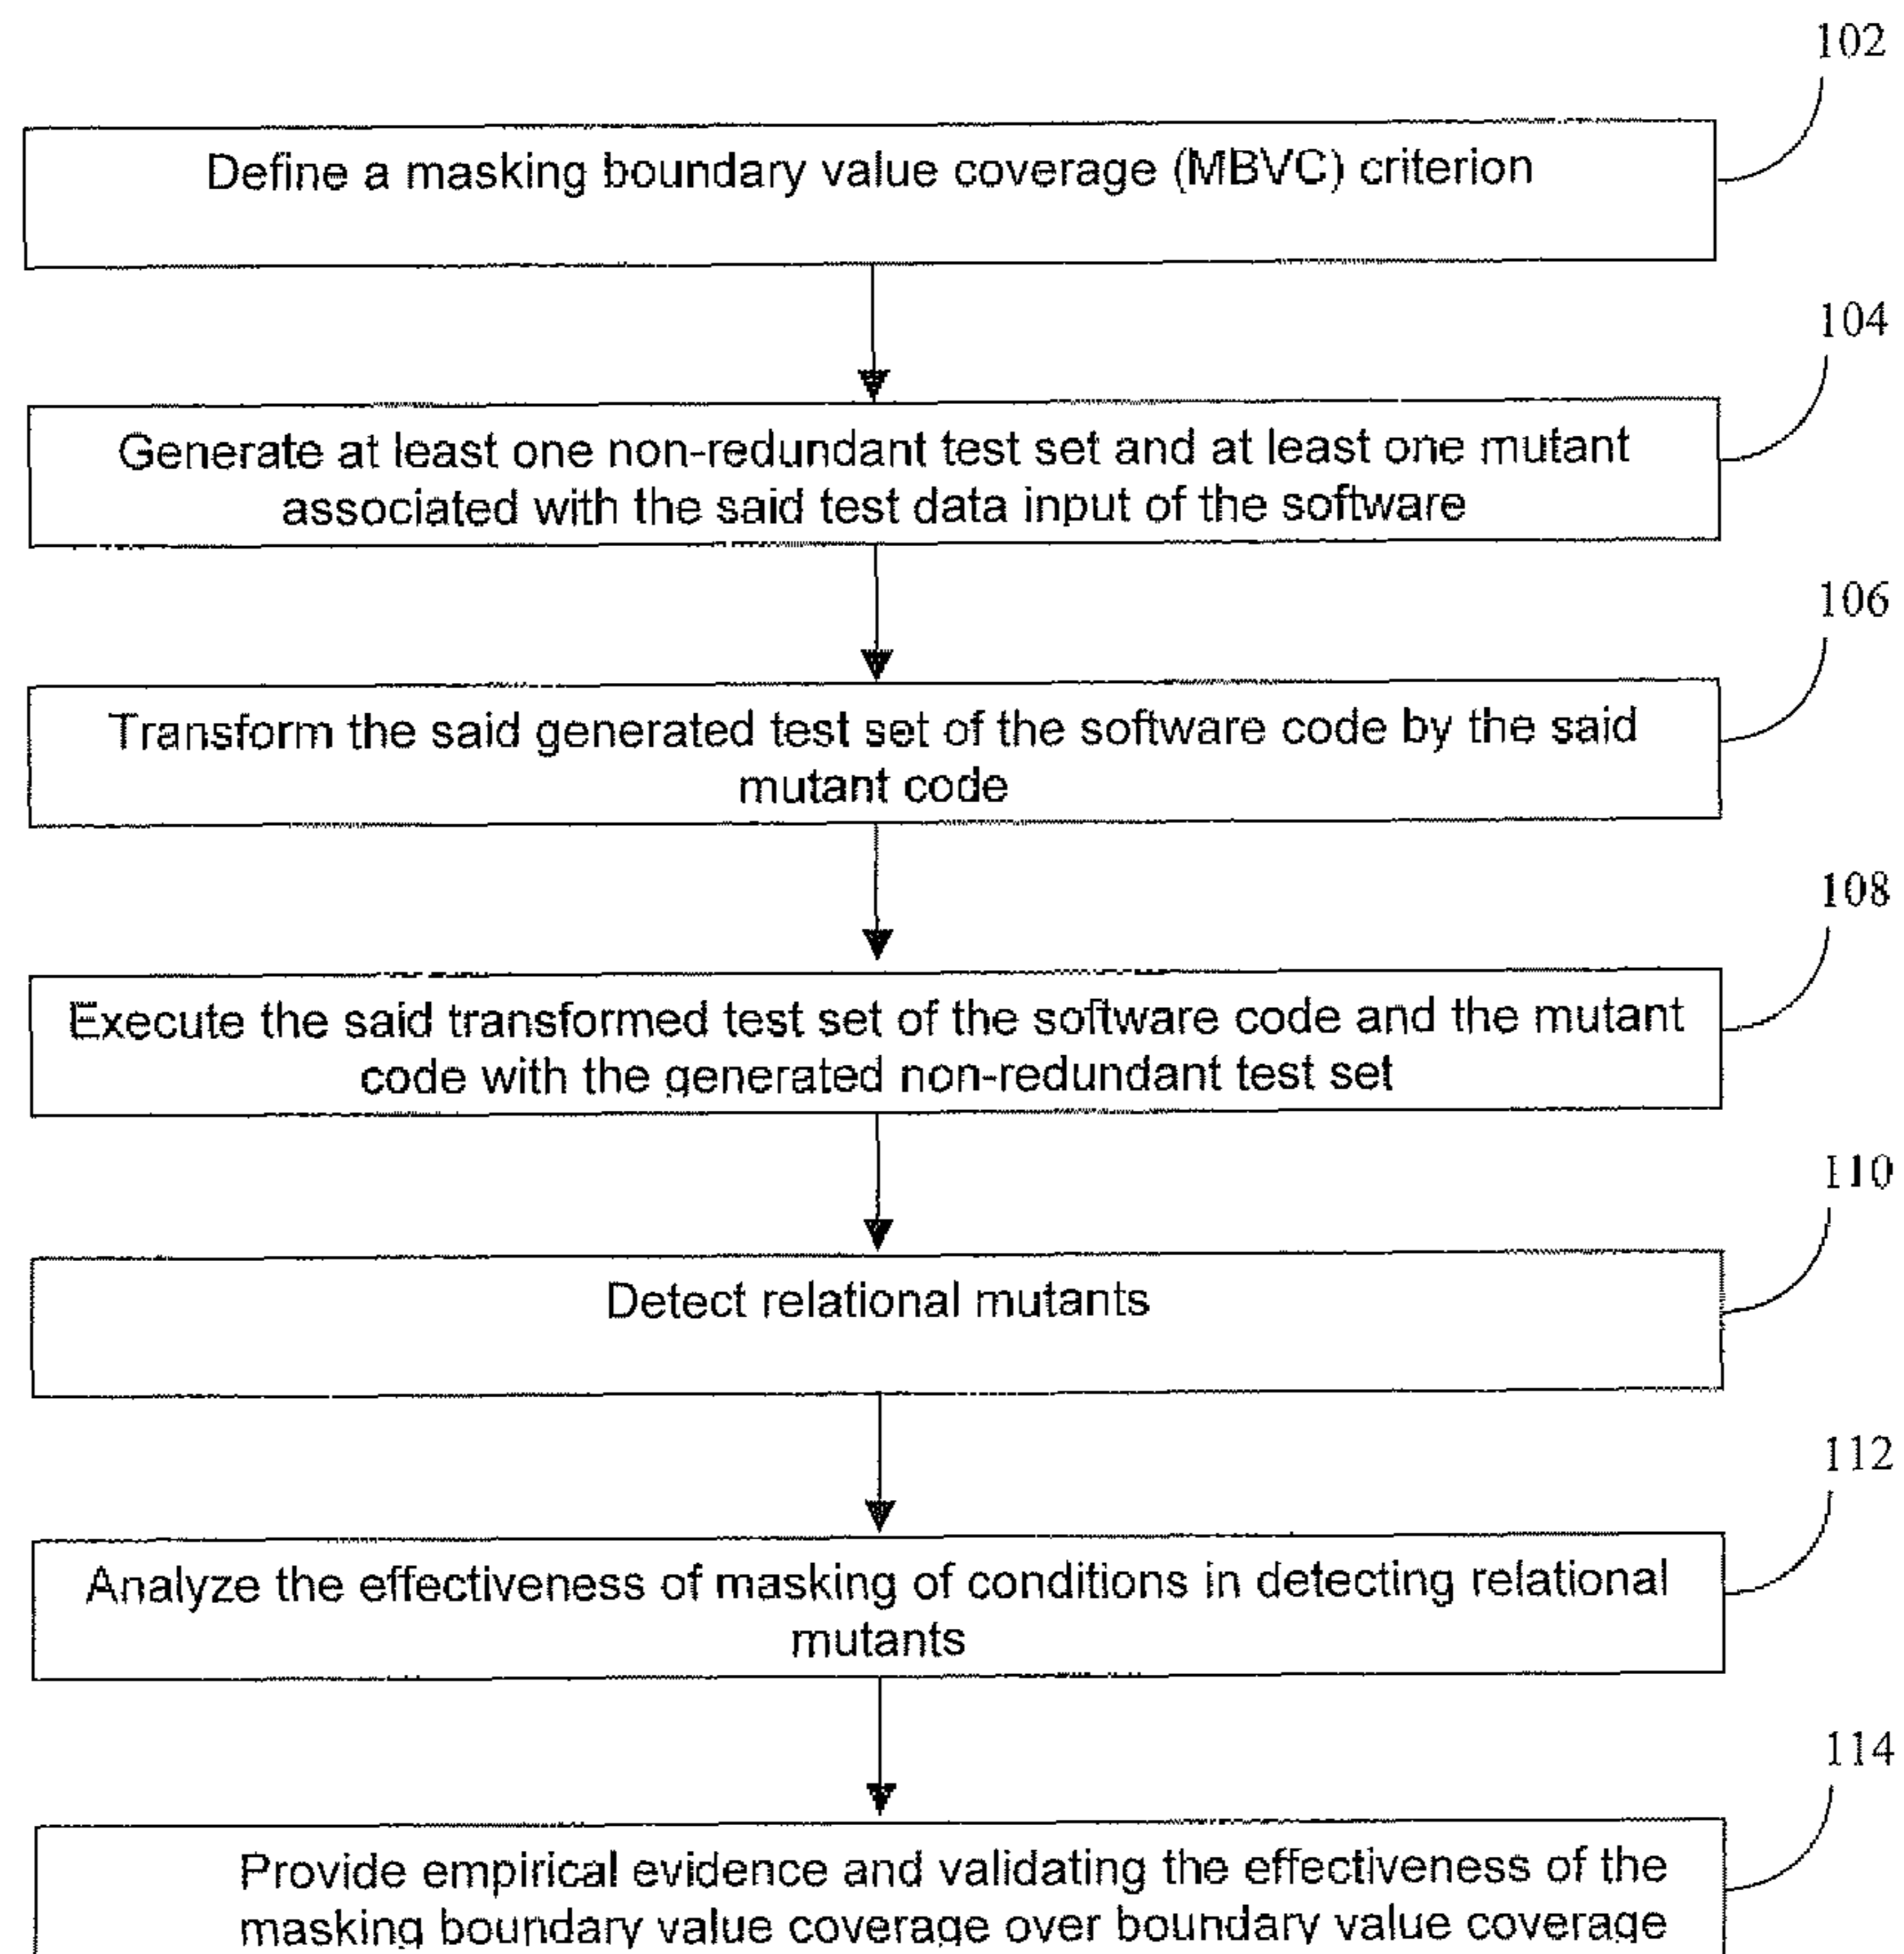 102
Define a masking boundary value coverage (MBVC) criterion
104
Generate at least one non-redundant test set and at least one mutant
associated with the said test data input of the software
106
Transform the said generated test set of the software code by the said
mutant code
108
Execute the said transformed test set of the software code and the mutant
code with the generated non-redundant test set
110
Detect relational mutants
112
Analyze the effectiveness of masking of conditions in detecting relational
mutants
114
Provide empirical evidence and validating the effectiveness of the
masking boundary value coverage over boundary value coverage